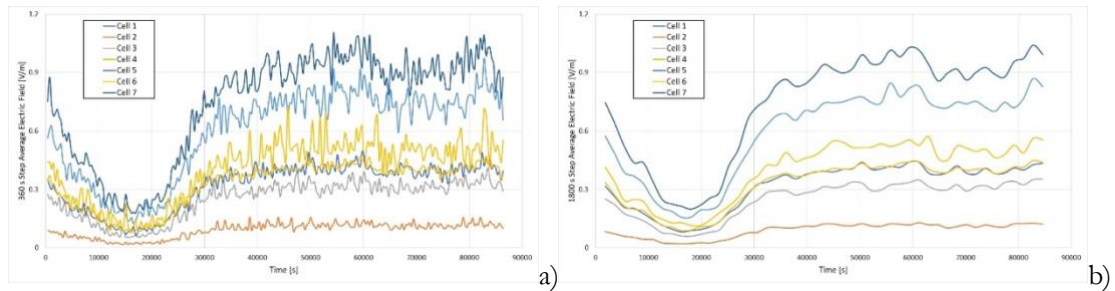 1.2
0.9
0.6
0.3
0
360 s Step Average Electric Field [V/m]
Cell 1
Cell 2
Cell 3
Cell 4
Cell 5
Cell 6
Cell 7
0 10000 20000 30000 40000 50000 60000 70000 80000 90000
Time [s]
a)
1.2
0.9
0.6
0.3
0
1800 s Step Average Electric Field [V/m]
Cell 1
Cell 2
Cell 3
Cell 4
Cell 5
Cell 6
Cell 7
0 10000 20000 30000 40000 50000 60000 70000 80000 90000
Time [s]
b)